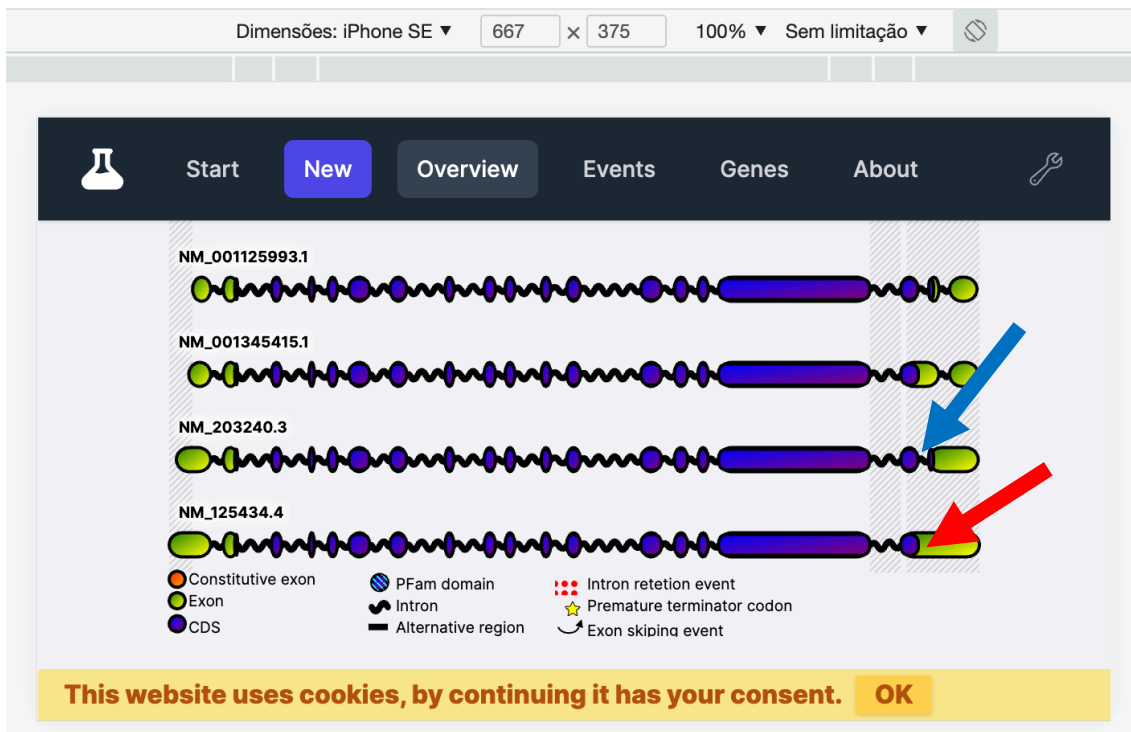 Dimensões: iPhone SE ▼ 667 × 375 100% ▼ Sem limitação ▼
Start New Overview Events Genes About
NM_001125993.1
NM_001345415.1
NM_203240.3
NM_125434.4
Constitutive exon PFam domain Intron retetion event
Exon Intron Premature terminator codon
CDS Alternative region Exon skiping event
This website uses cookies, by continuing it has your consent. OK